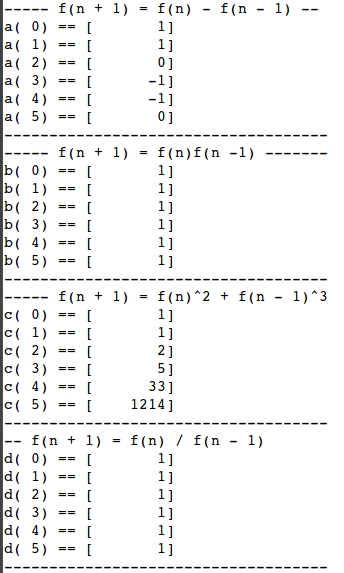 ----- f(n + 1) = f(n) - f(n - 1) --
a( 0) == [        1]
a( 1) == [        1]
a( 2) == [        0]
a( 3) == [       -1]
a( 4) == [       -1]
a( 5) == [        0]
------------------------------------
----- f(n + 1) = f(n)f(n -1) -------
b( 0) == [        1]
b( 1) == [        1]
b( 2) == [        1]
b( 3) == [        1]
b( 4) == [        1]
b( 5) == [        1]
------------------------------------
----- f(n + 1) = f(n)^2 + f(n - 1)^3
c( 0) == [        1]
c( 1) == [        1]
c( 2) == [        2]
c( 3) == [        5]
c( 4) == [       33]
c( 5) == [     1214]
------------------------------------
-- f(n + 1) = f(n) / f(n - 1)
d( 0) == [        1]
d( 1) == [        1]
d( 2) == [        1]
d( 3) == [        1]
d( 4) == [        1]
d( 5) == [        1]
------------------------------------